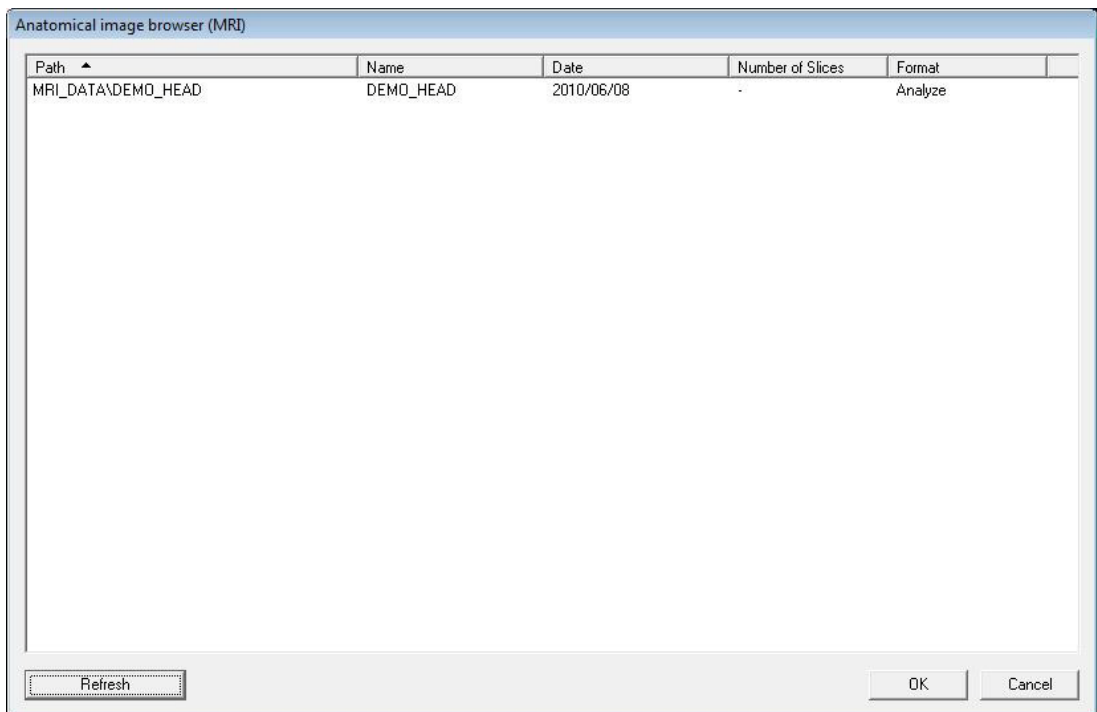 Anatomical image browser (MRI)
Path Name Date Number of Slices Format
MRI_DATA\DEMO_HEAD DEMO_HEAD 2010/06/08 - Analyze
Refresh OK Cancel